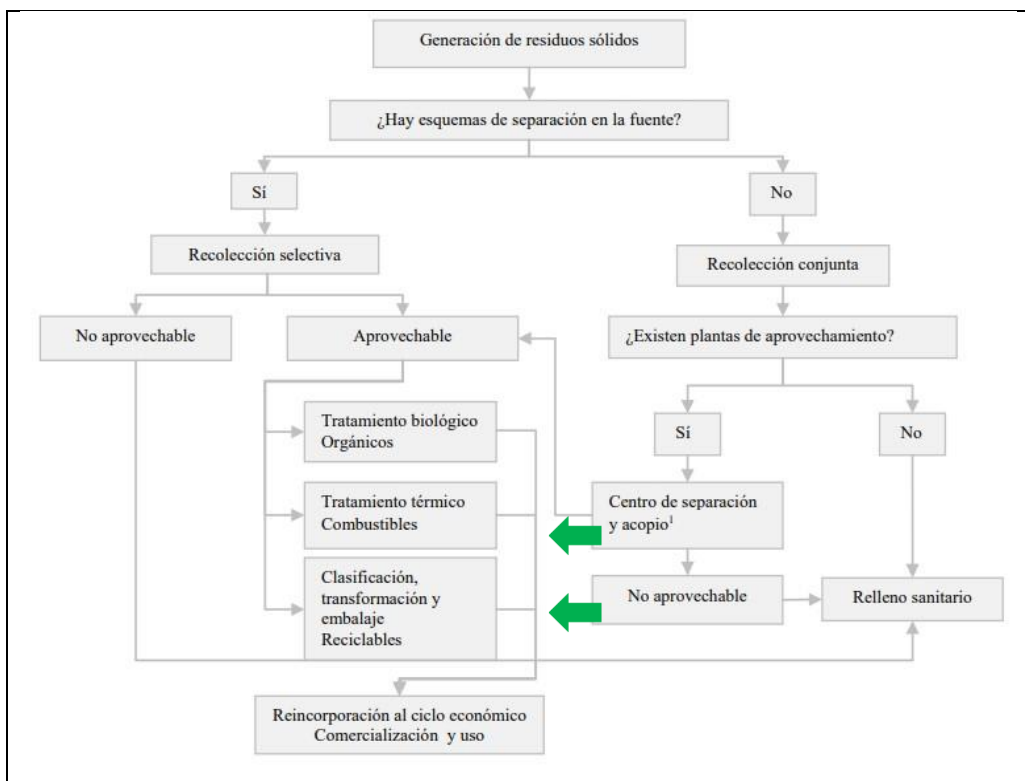 Generación de residuos sólidos
¿Hay esquemas de separación en la fuente?
Sí
No
Recolección selectiva
Recolección conjunta
No aprovechable
Aprovechable
¿Existen plantas de aprovechamiento?
Sí
No
Tratamiento biológico
Orgánicos
Tratamiento térmico
Combustibles
Centro de separación
y acopio¹
Clasificación,
transformación y
embalaje
Reciclables
No aprovechable
Relleno sanitario
Reincorporación al ciclo económico
Comercialización y uso